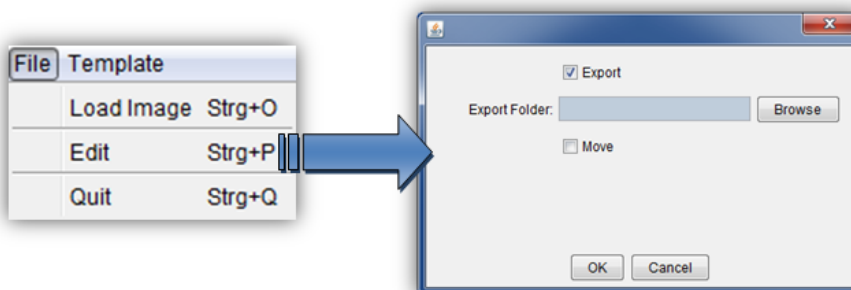 File Template
Load Image Strg+O
Edit Strg+P
Quit Strg+Q
Export
Export Folder: Browse
Move
OK Cancel